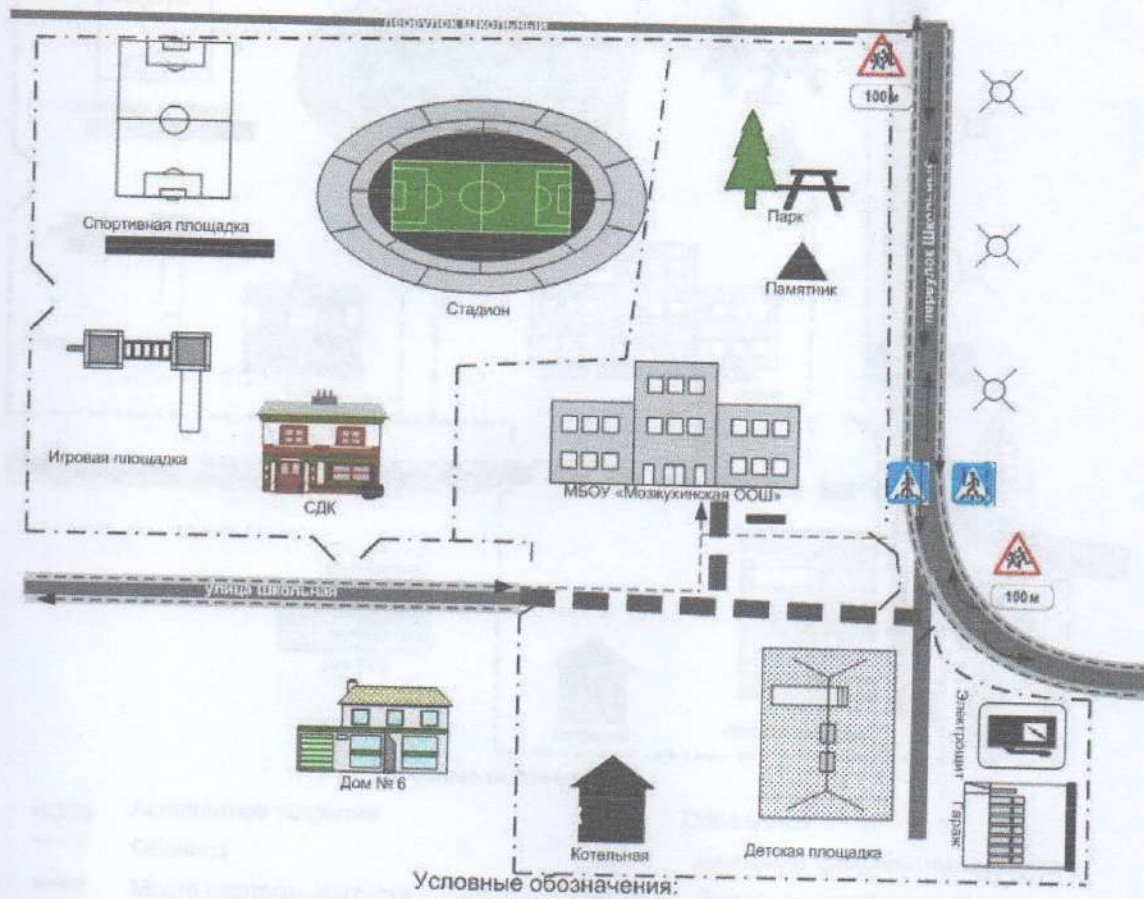 переулок Школьный
100 м
переулок Школьный
Спортивная площадка
Парк
Памятник
Стадион
Игровая площадка
СДК
МБОУ «Мозжухинская ООШ»
100 м
улица Школьная
Электрощит
Дом № 6
Гараж
Котельная
Детская площадка
Условные обозначения: